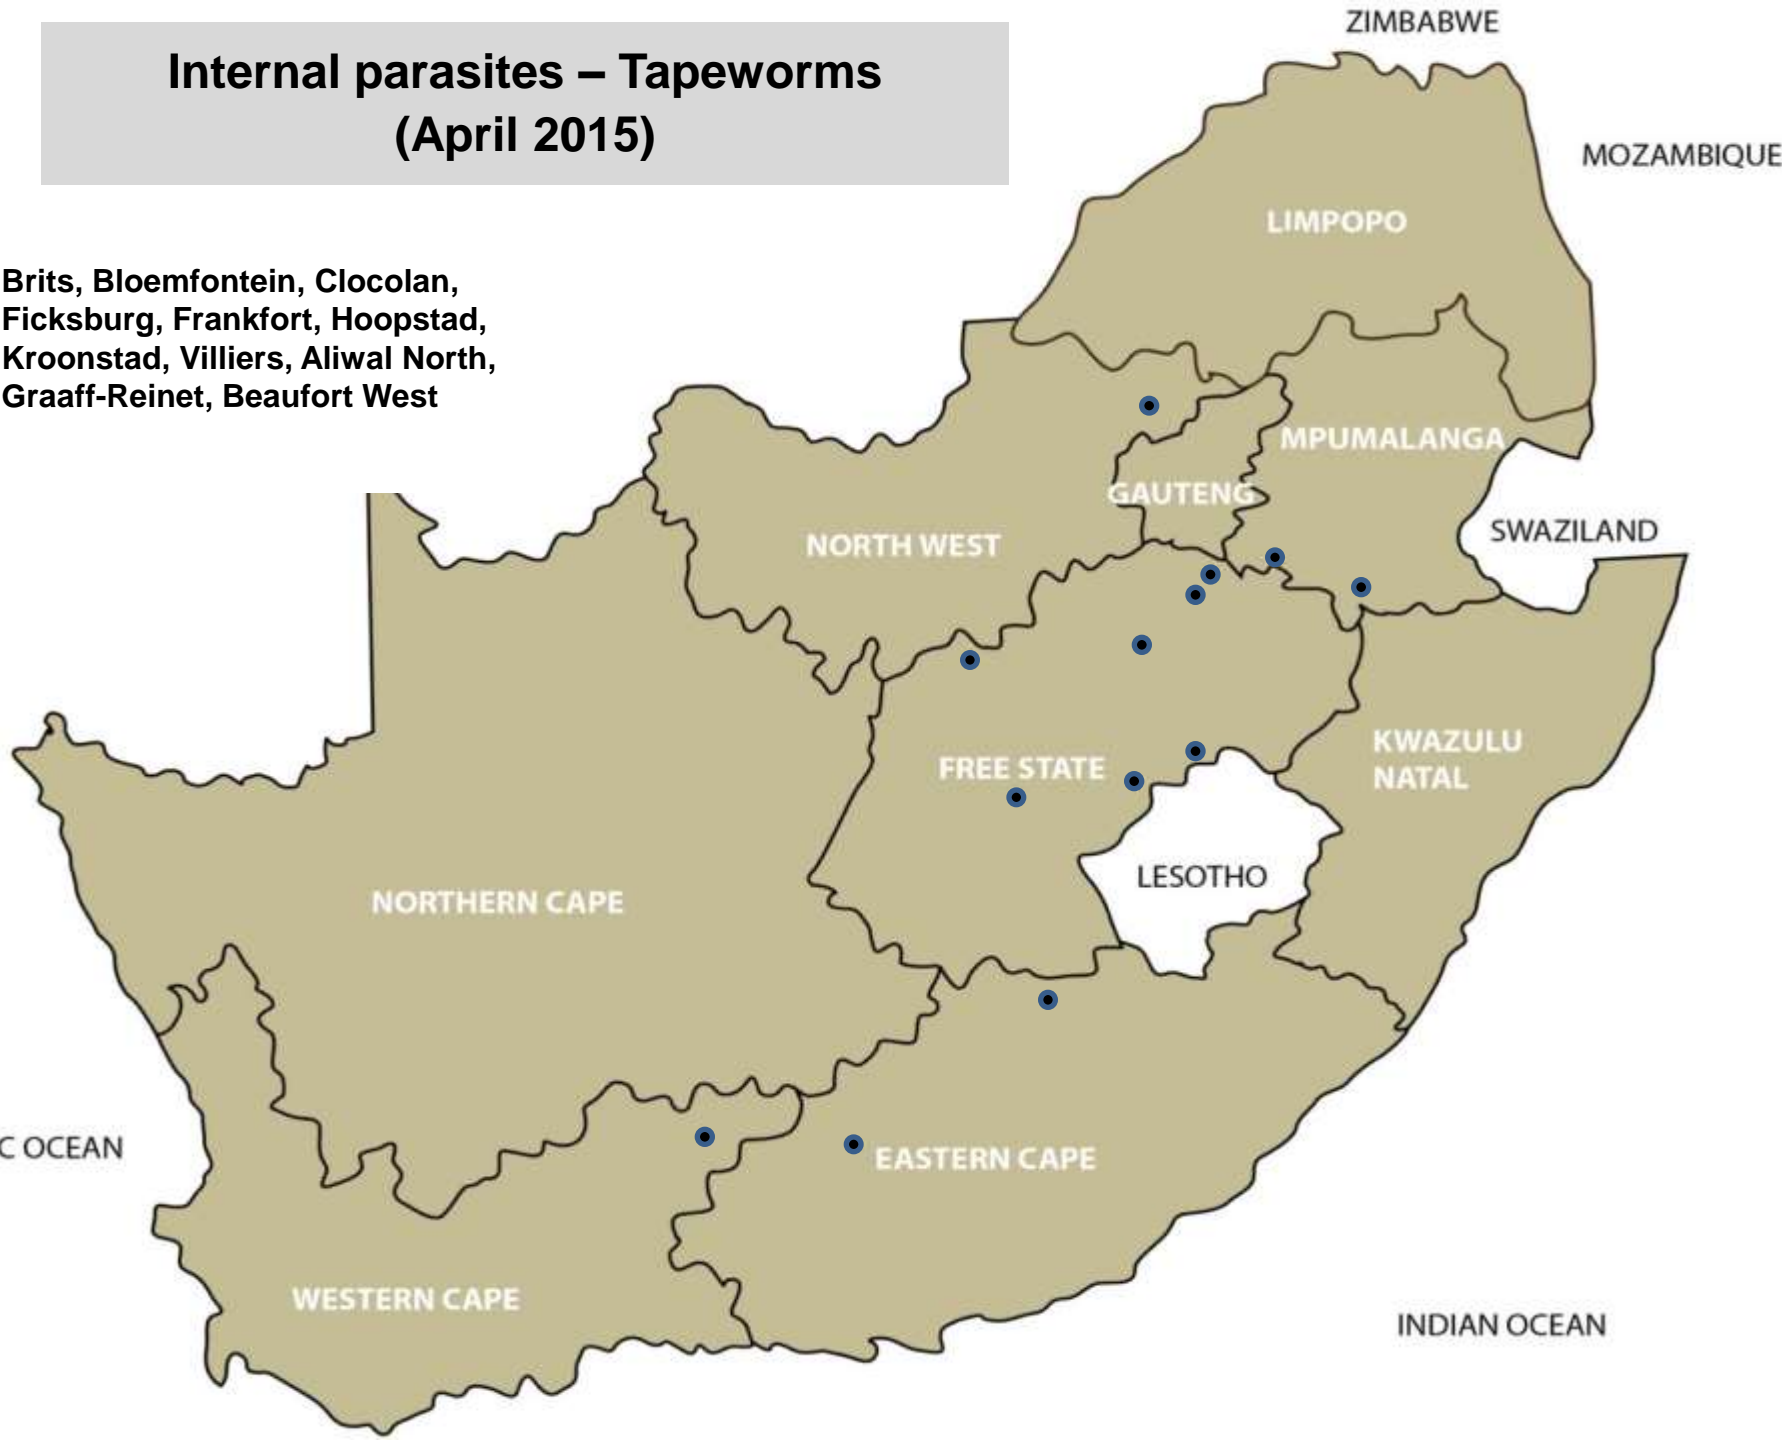 Internal parasites – Tapeworms
(April 2015)
Brits, Bloemfontein, Clocolan,
Ficksburg, Frankfort, Hoopstad,
Kroonstad, Villiers, Aliwal North,
Graaff-Reinet, Beaufort West
ZIMBABWE
MOZAMBIQUE
LIMPOPO
MPUMALANGA
GAUTENG
SWAZILAND
NORTH WEST
KWAZULU
NATAL
FREE STATE
LESOTHO
NORTHERN CAPE
C OCEAN
EASTERN CAPE
WESTERN CAPE
INDIAN OCEAN